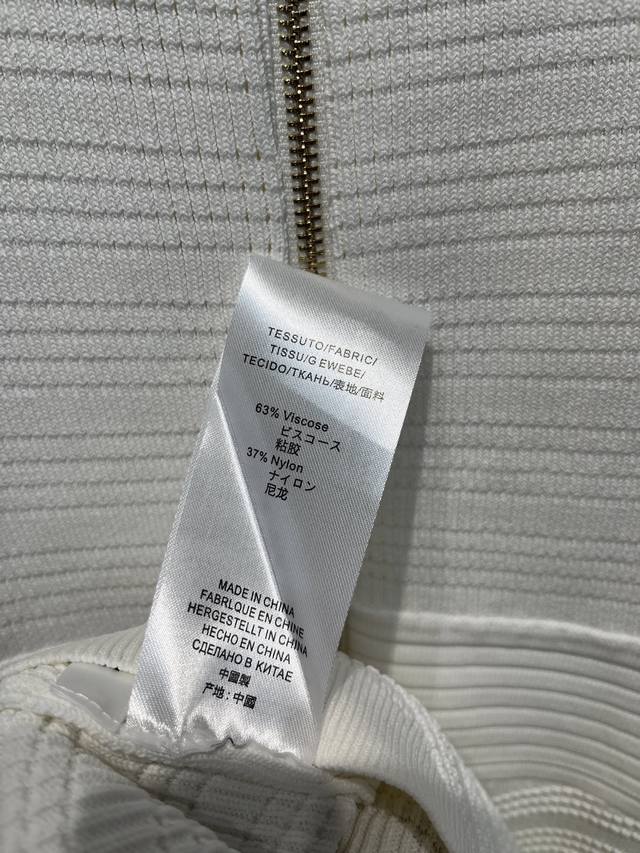 TESSUTO/FABRIC/
TISSU/GEWEBE/
TECIDO/ТКАНЬ/表地/面料
63% Viscose
ビスコース
粘胶
37% Nylon
ナイロン
尼龙
MADE IN CHINA
FABRLQUE EN CHINE
HERGESTELLT IN CHINA
HECHO EN CHINA
СДЕЛАНО В КИТАЕ
中國製
产地:中國